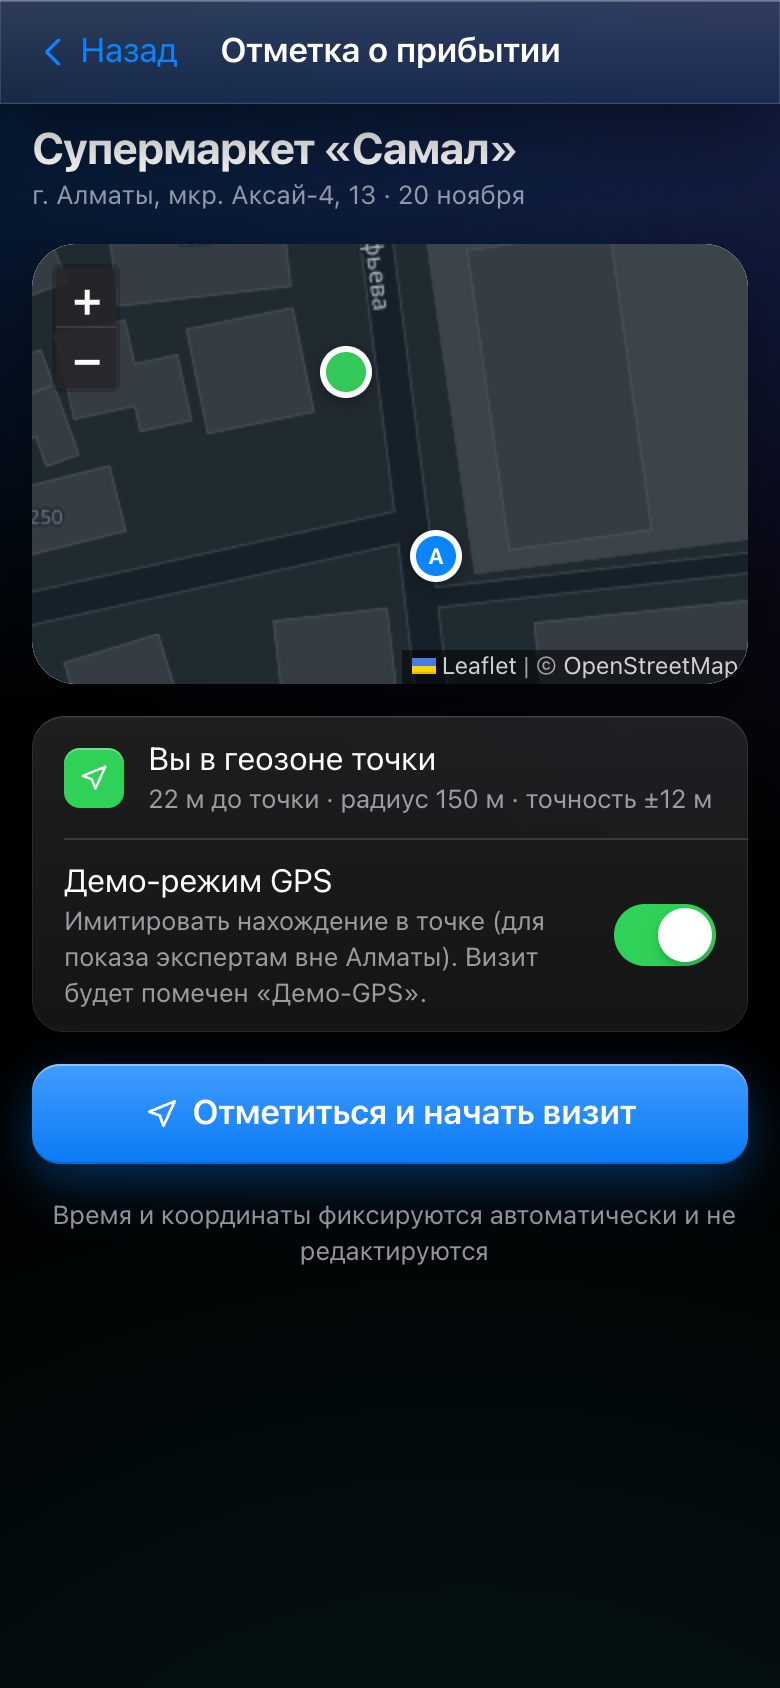 Назад
Отметка о прибытии
Супермаркет «Самал»
г. Алматы, мкр. Аксай-4, 13 · 20 ноября
+
−
250
A
Leaflet | © OpenStreetMap
Вы в геозоне точки
22 м до точки · радиус 150 м · точность ±12 м
Демо-режим GPS
Имитировать нахождение в точке (для
показа экспертам вне Алматы). Визит
будет помечен «Демо-GPS».
Отметиться и начать визит
Время и координаты фиксируются автоматически и не
редактируются